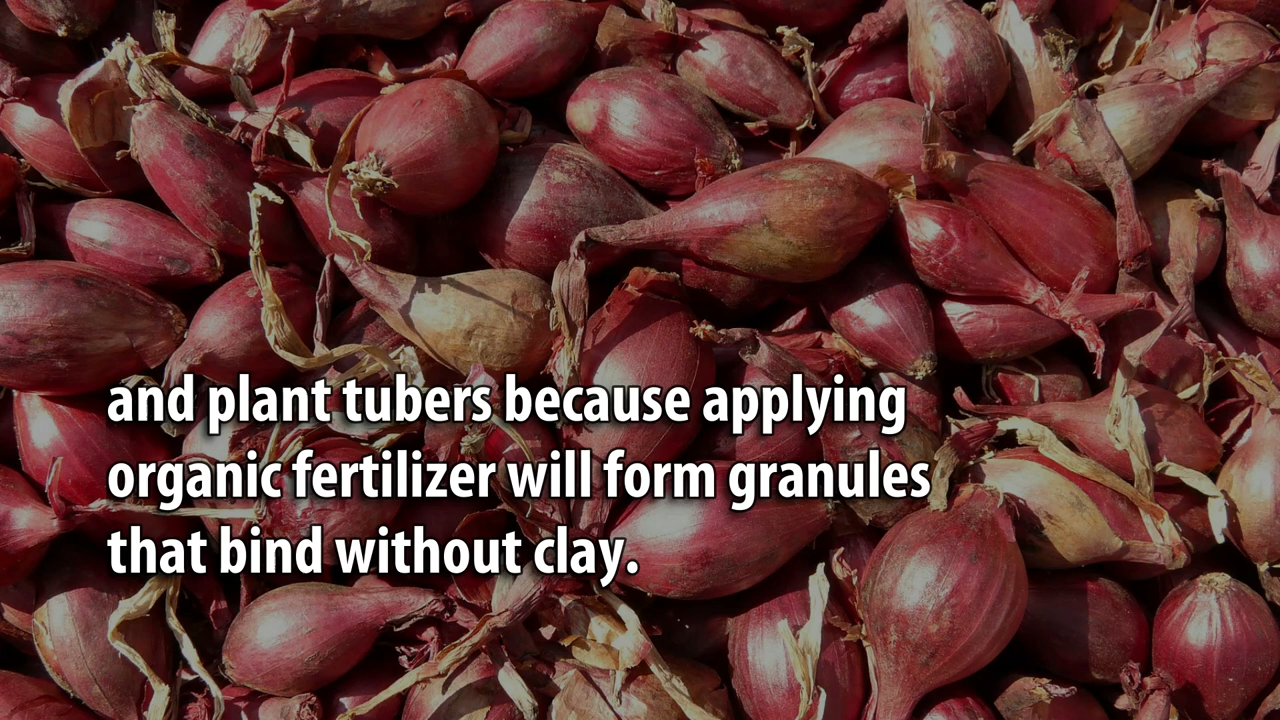 and plant tubers because applying
organic fertilizer will form granules
that bind without clay.